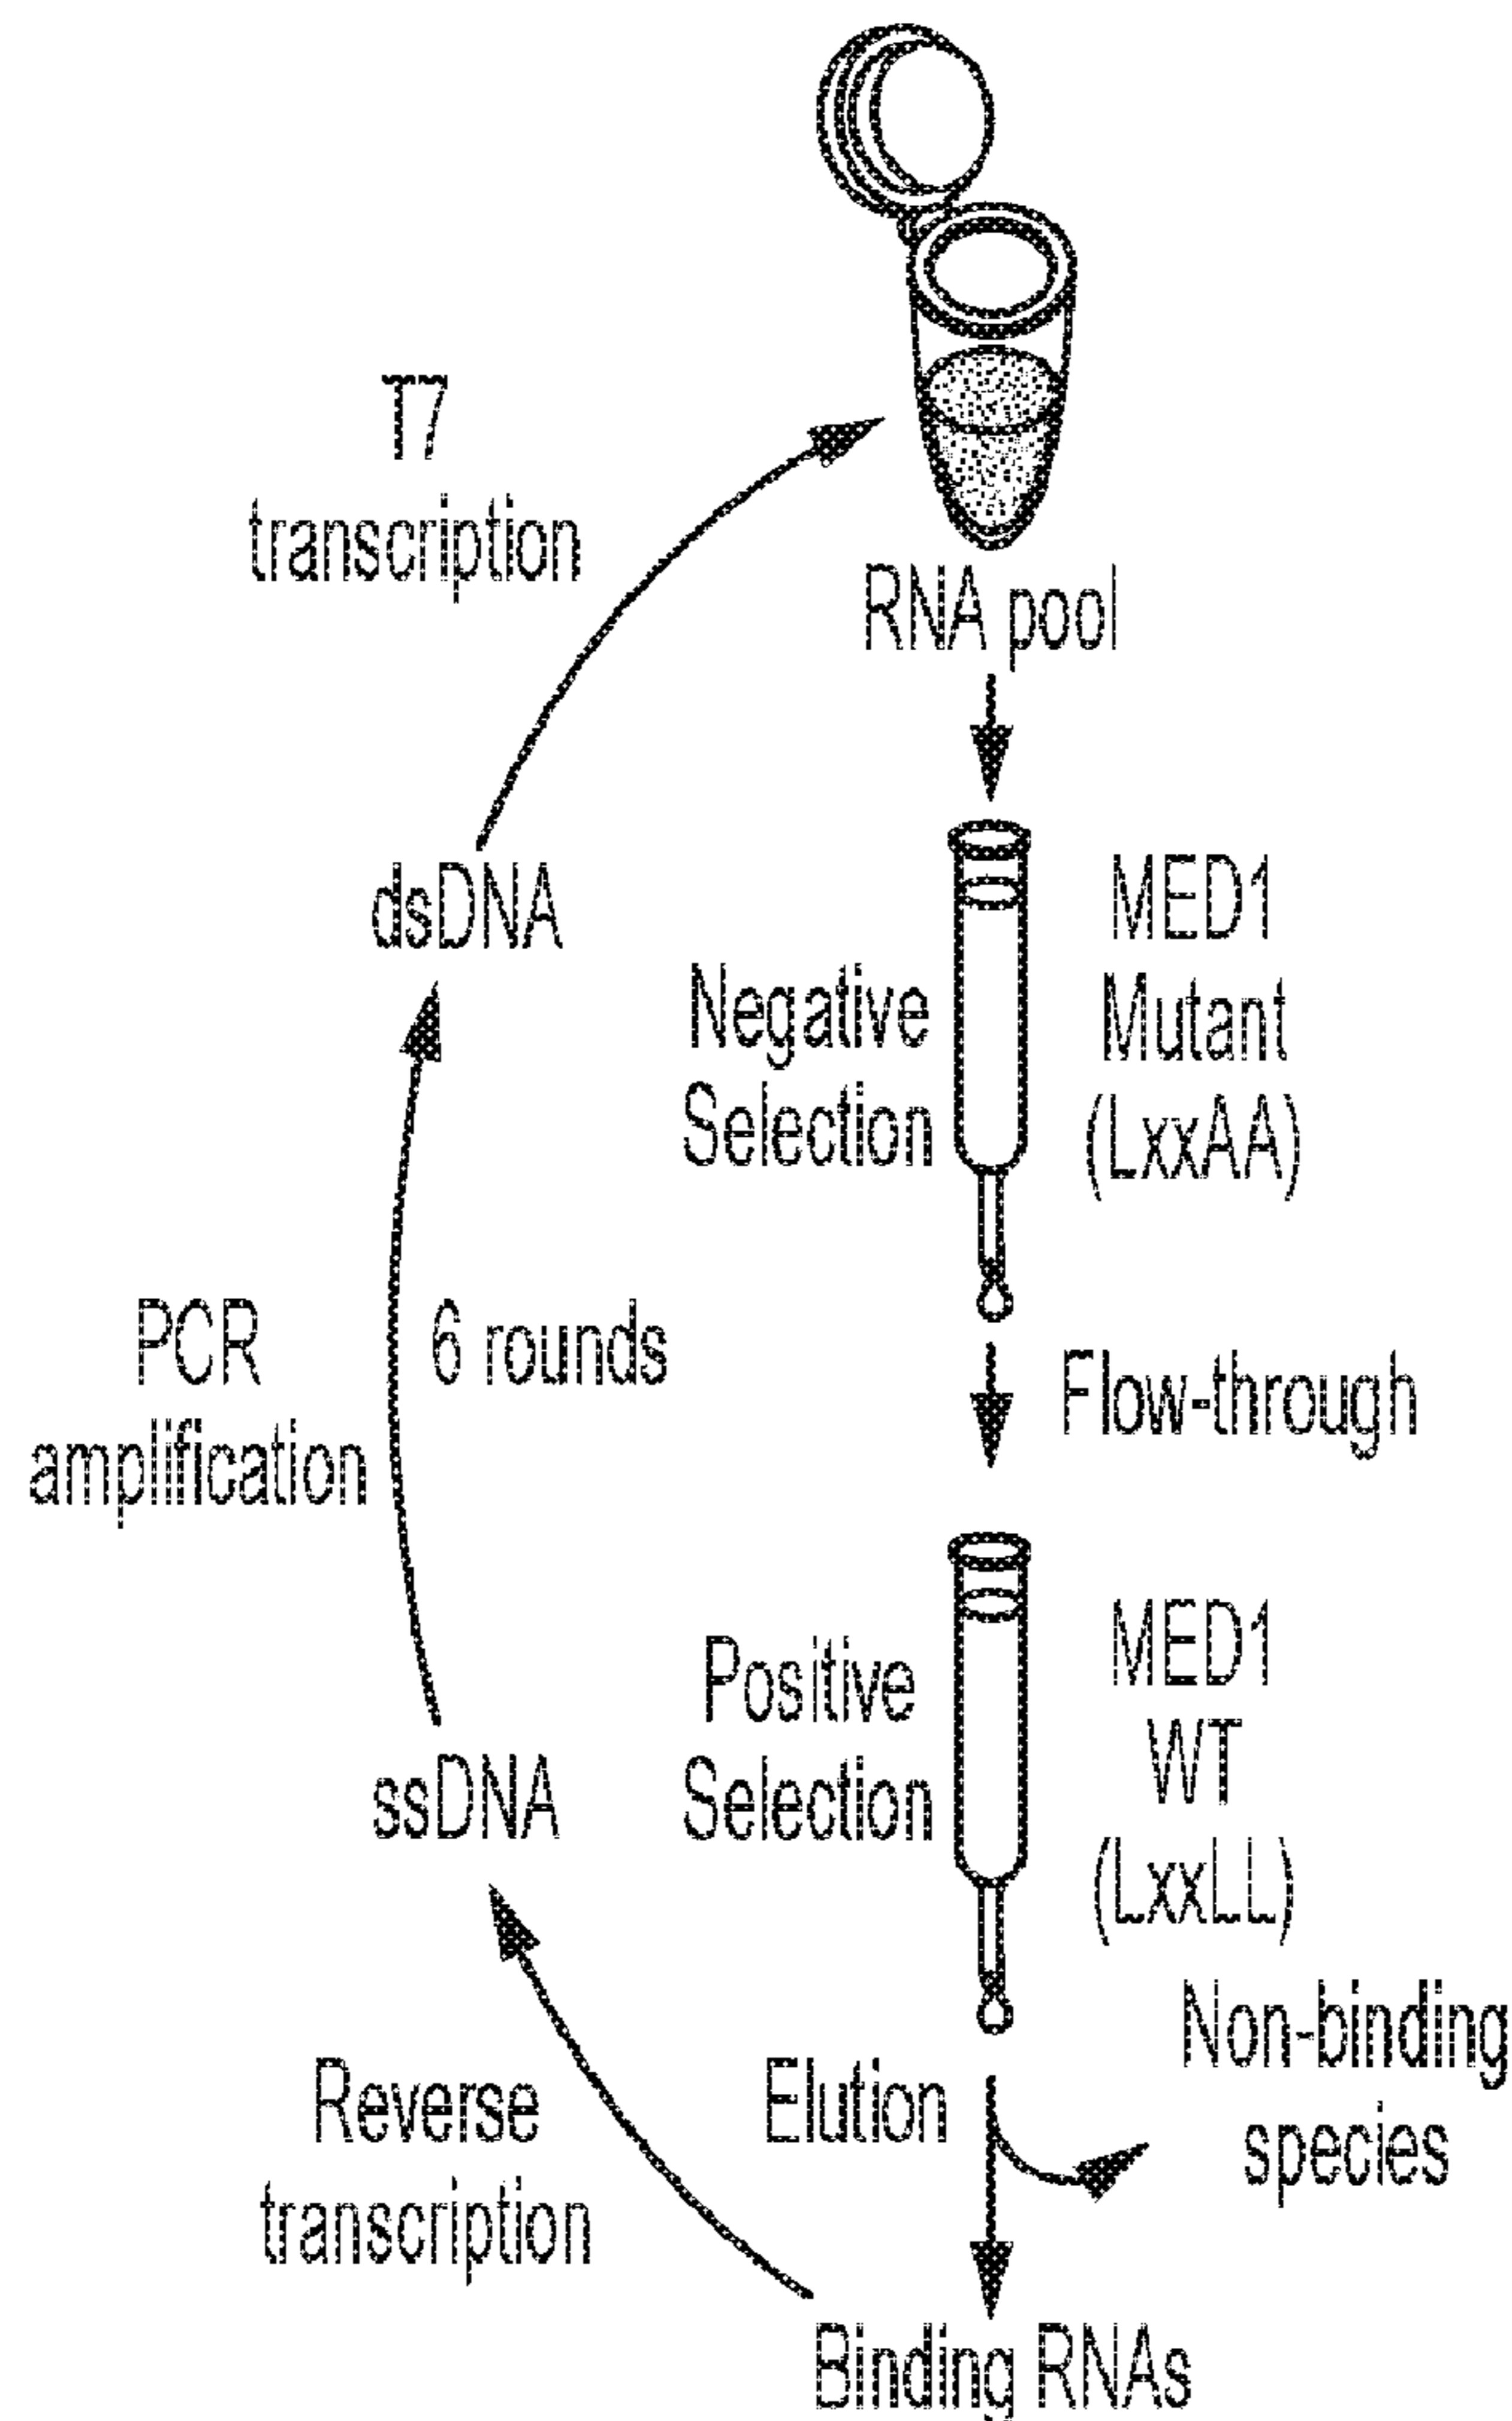 T7
transcription
RNA pool
dsDNA
Negative
Selection
MED1
Mutant
(LxxAA)
PCR
amplification
6 rounds
Flow-through
Positive
Selection
MED1
WT
(LxxLL)
ssDNA
Reverse
transcription
Elution
Non-binding
species
Binding RNAs